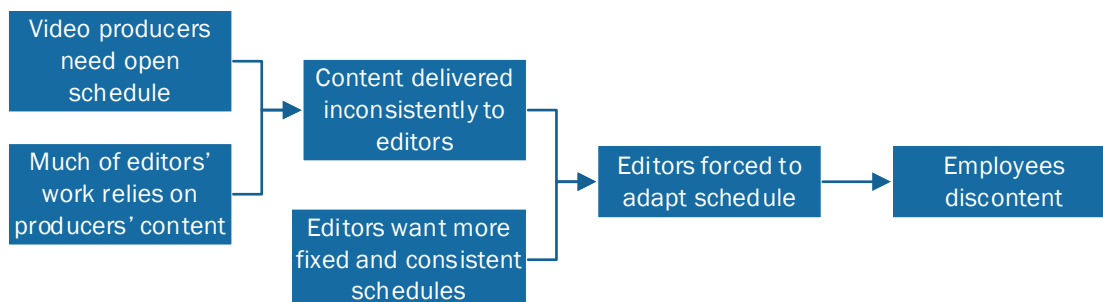 Video producers
need open
schedule
Much of editors'
work relies on
producers' content
Content delivered
inconsistently to
editors
Editors want more
fixed and consistent
schedules
Editors forced to
adapt schedule
Employees
discontent